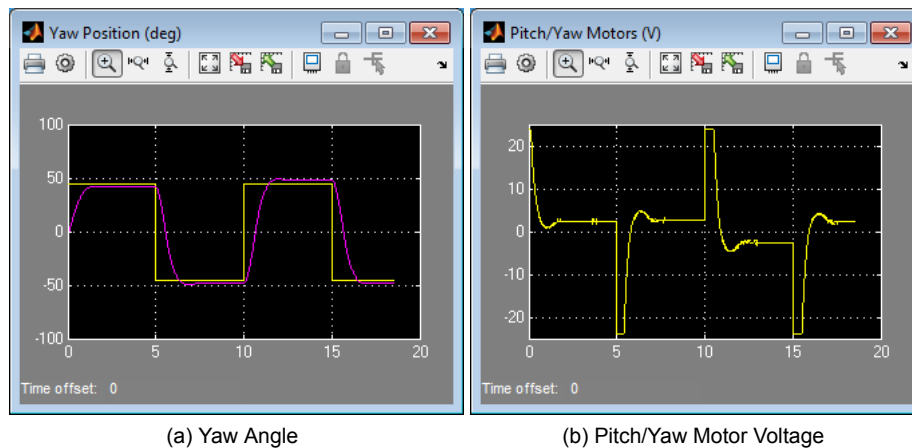 Yaw Position (deg)
100
50
0
-50
-100
0 5 10 15 20
Time offset: 0
(a) Yaw Angle
Pitch/Yaw Motors (V)
20
10
0
-10
-20
0 5 10 15 20
Time offset: 0
(b) Pitch/Yaw Motor Voltage